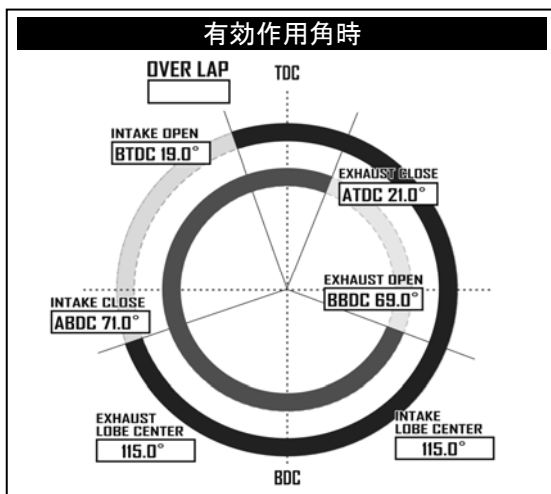 有効作用角時
OVER LAP
TDC
INTAKE OPEN
BTDC 19.0°
EXHAUST CLOSE
ATDC 21.0°
EXHAUST OPEN
BBDC 69.0°
INTAKE CLOSE
ABDC 71.0°
EXHAUST
LOBE CENTER
115.0°
INTAKE
LOBE CENTER
115.0°
BDC